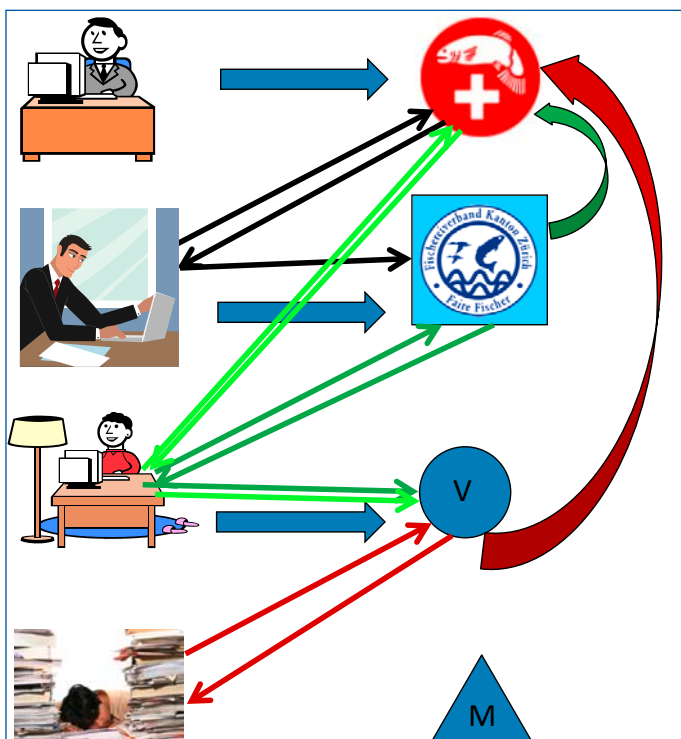 Fischereiverband Kanton Zürich
• Faire Fischer •
V
M